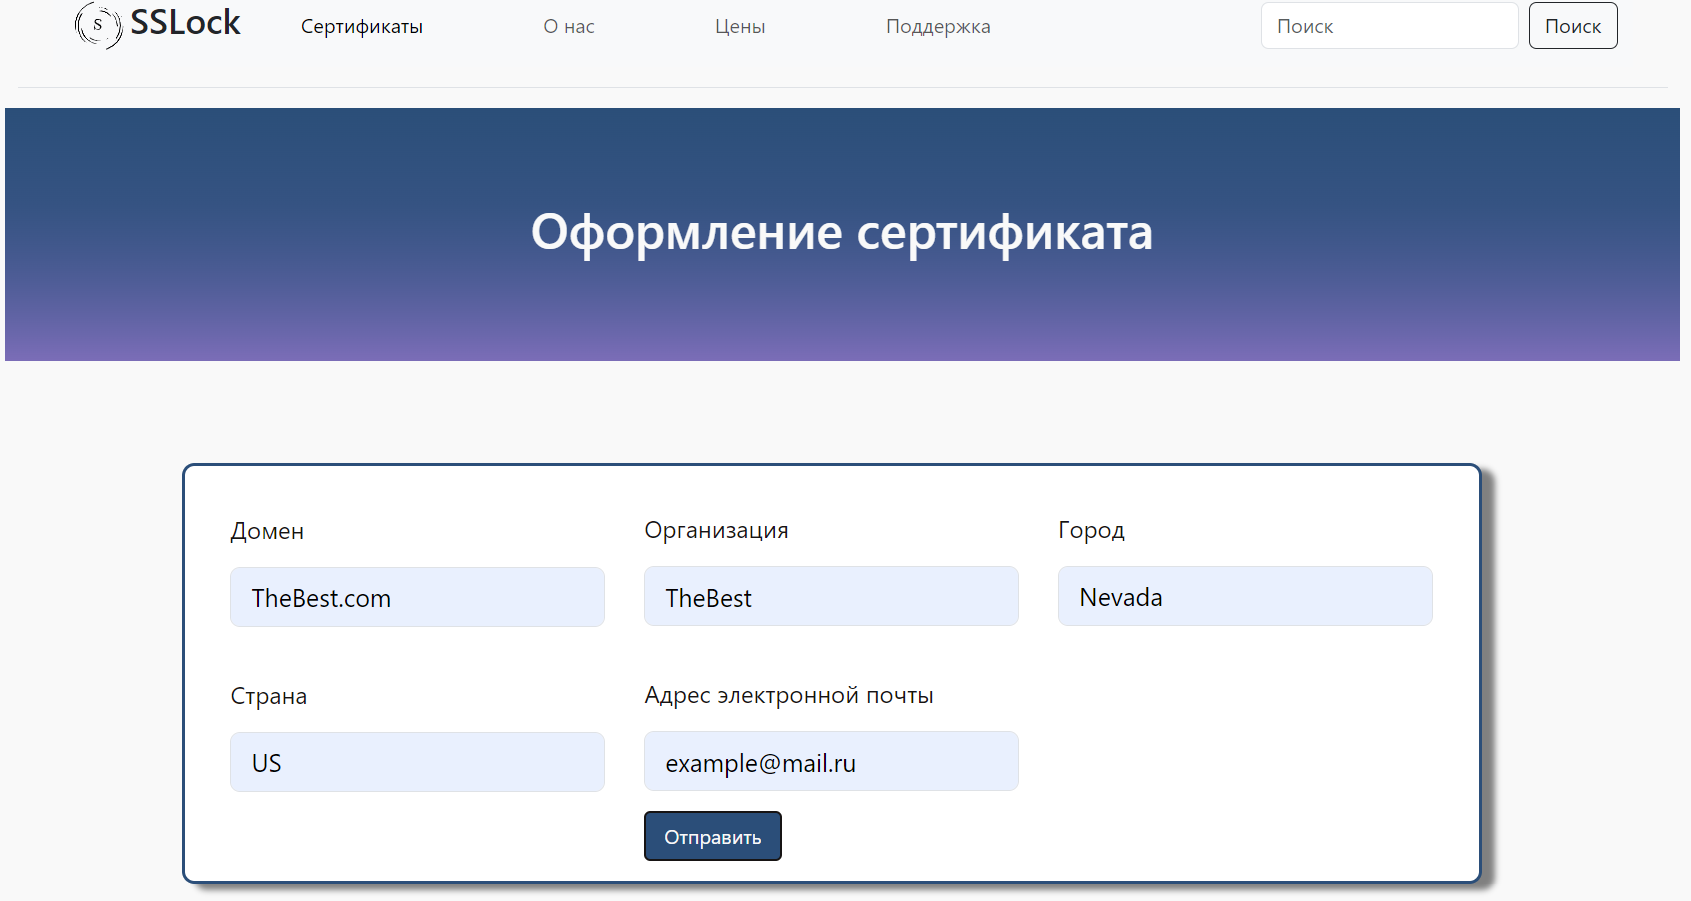 S SSLock Сертификаты О нас Цены Поддержка Поиск Поиск
Оформление сертификата
Домен Организация Город
TheBest.com TheBest Nevada
Страна Адрес электронной почты
US example@mail.ru
Отправить